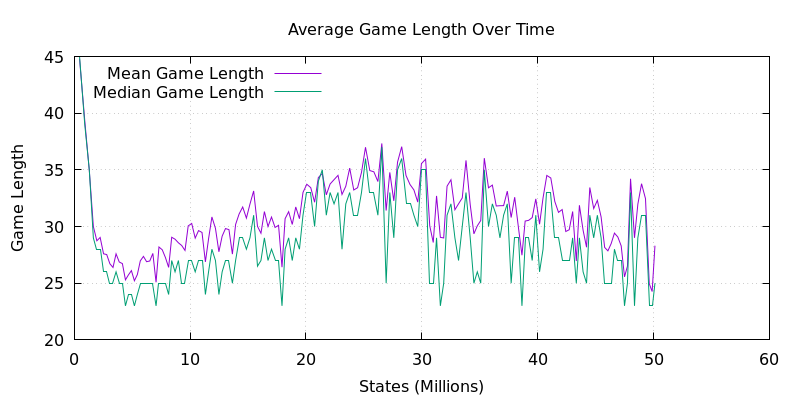 Average Game Length Over Time
45
Mean Game Length
Median Game Length
40
35
30
25
20
Game Length
0 10 20 30 40 50 60
States (Millions)